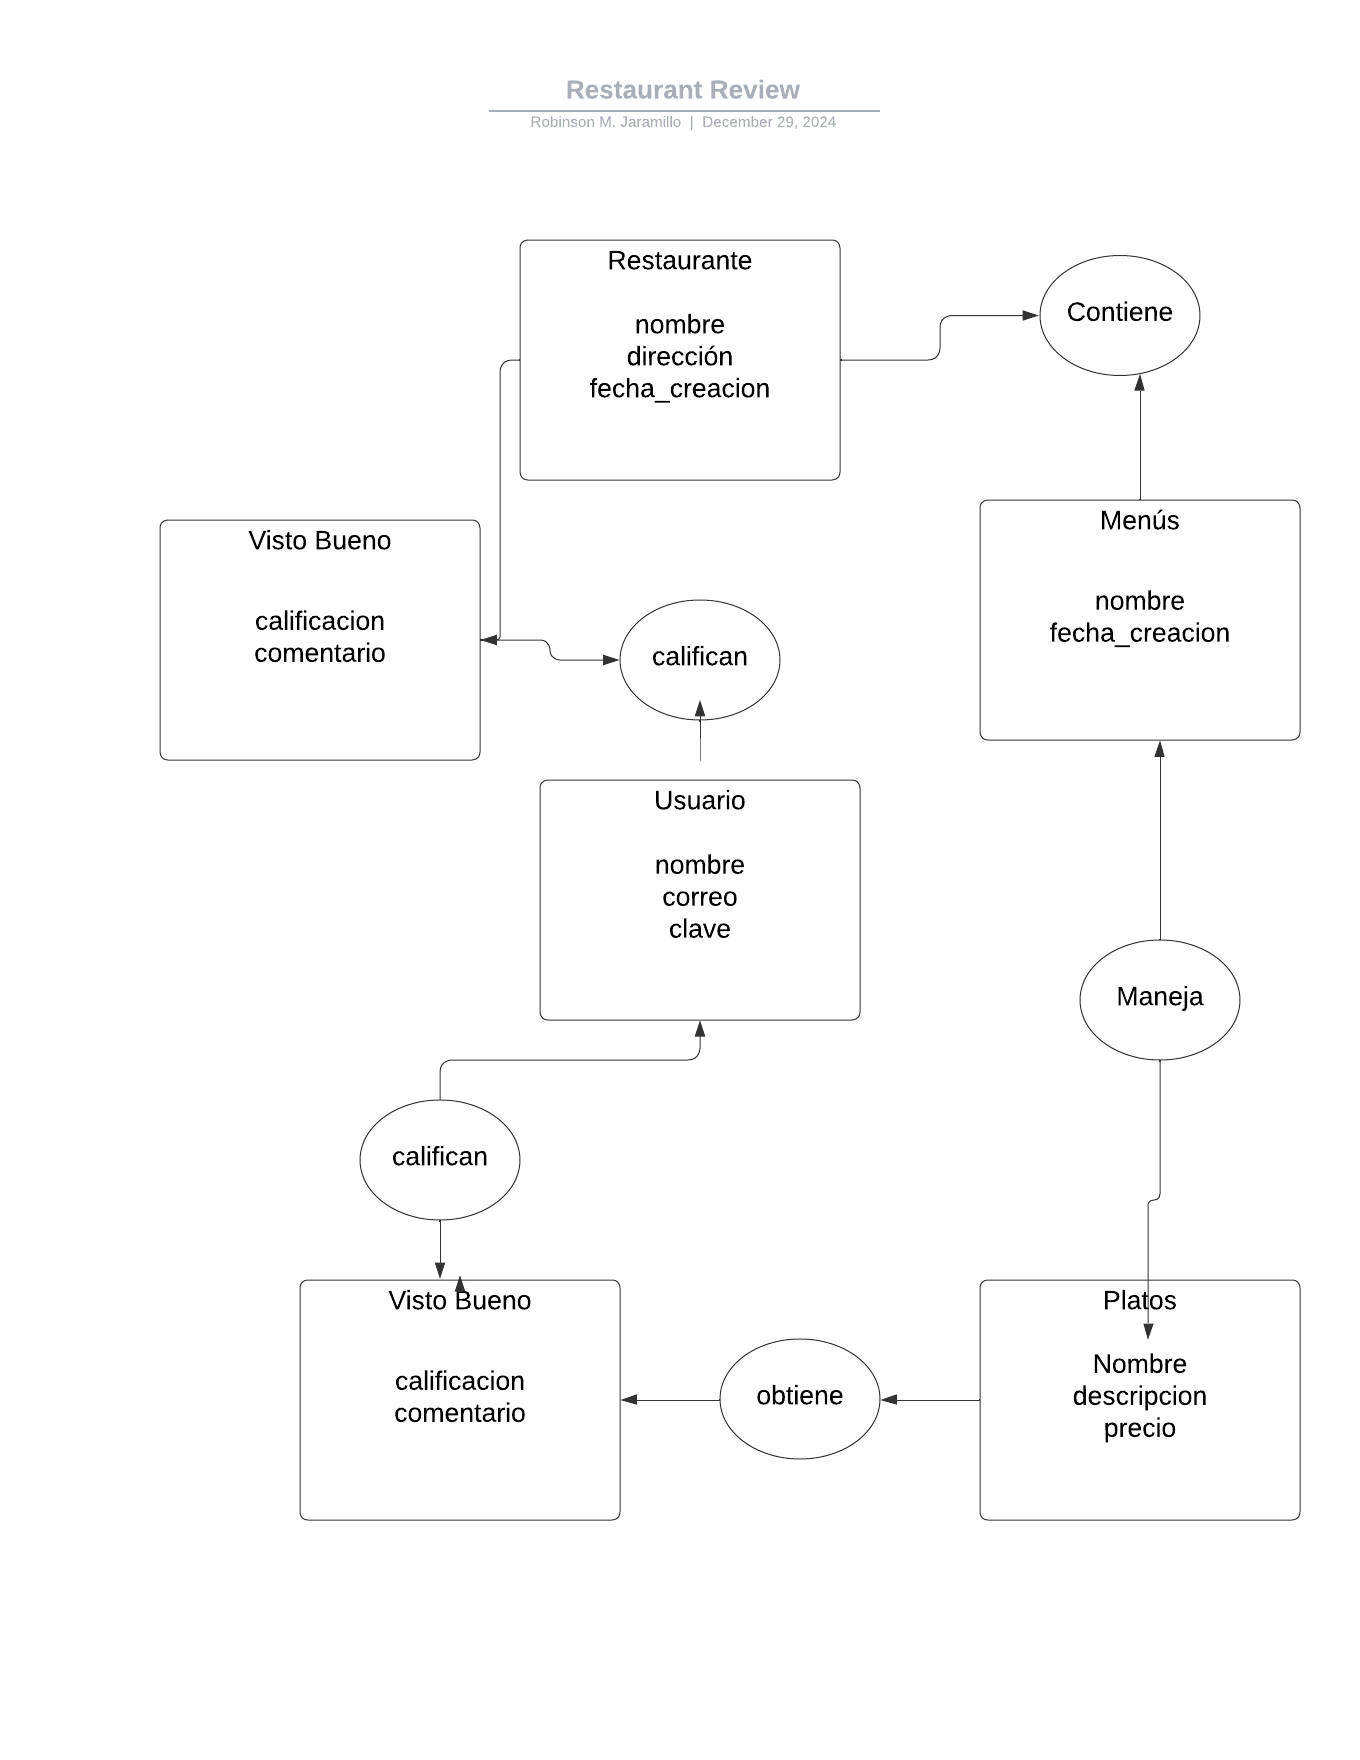 Restaurant Review
Robinson M. Jaramillo | December 29, 2024
Restaurante
nombre
dirección
fecha_creacion
Contiene
Menús
nombre
fecha_creacion
Visto Bueno
calificacion
comentario
califican
Usuario
nombre
correo
clave
Maneja
califican
Visto Bueno
calificacion
comentario
obtiene
Platos
Nombre
descripcion
precio